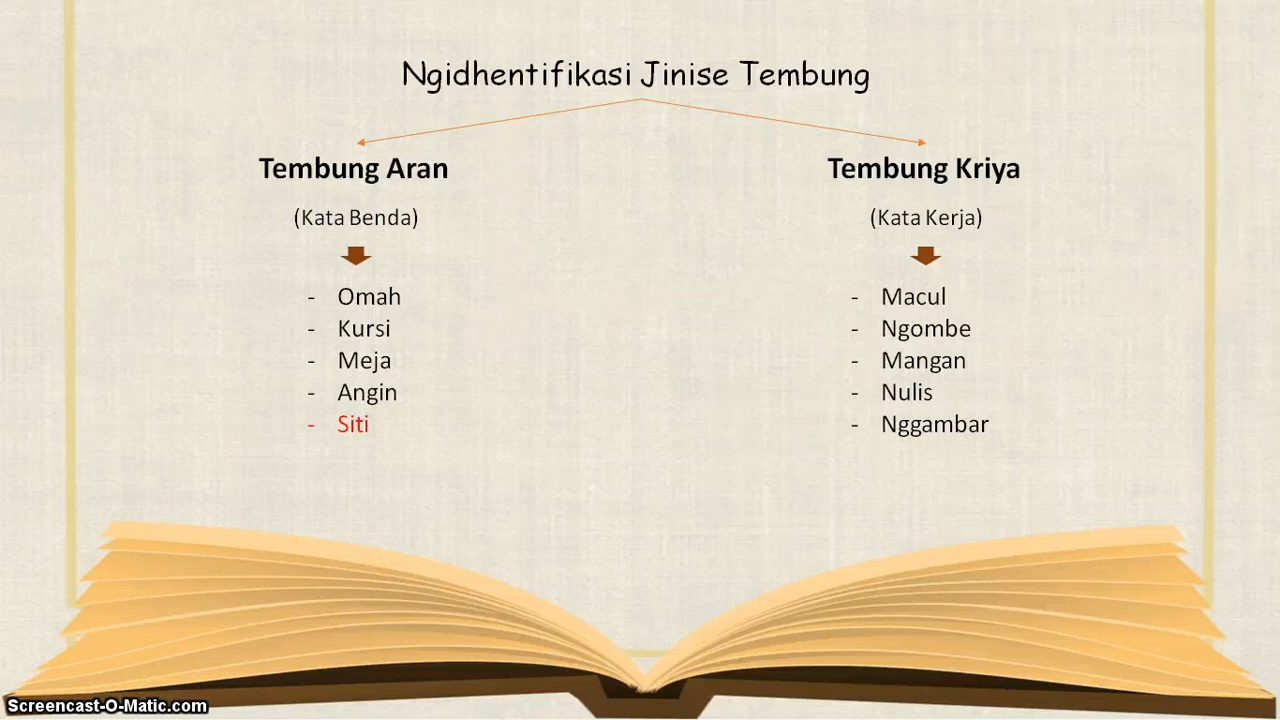 Ngidhentifikasi Jinise Tembung
Tembung Aran
(Kata Benda)
- Omah
- Kursi
- Meja
- Angin
- Siti
Tembung Kriya
(Kata Kerja)
- Macul
- Ngombe
- Mangan
- Nulis
- Nggambar
Screencast-O-Matic.com